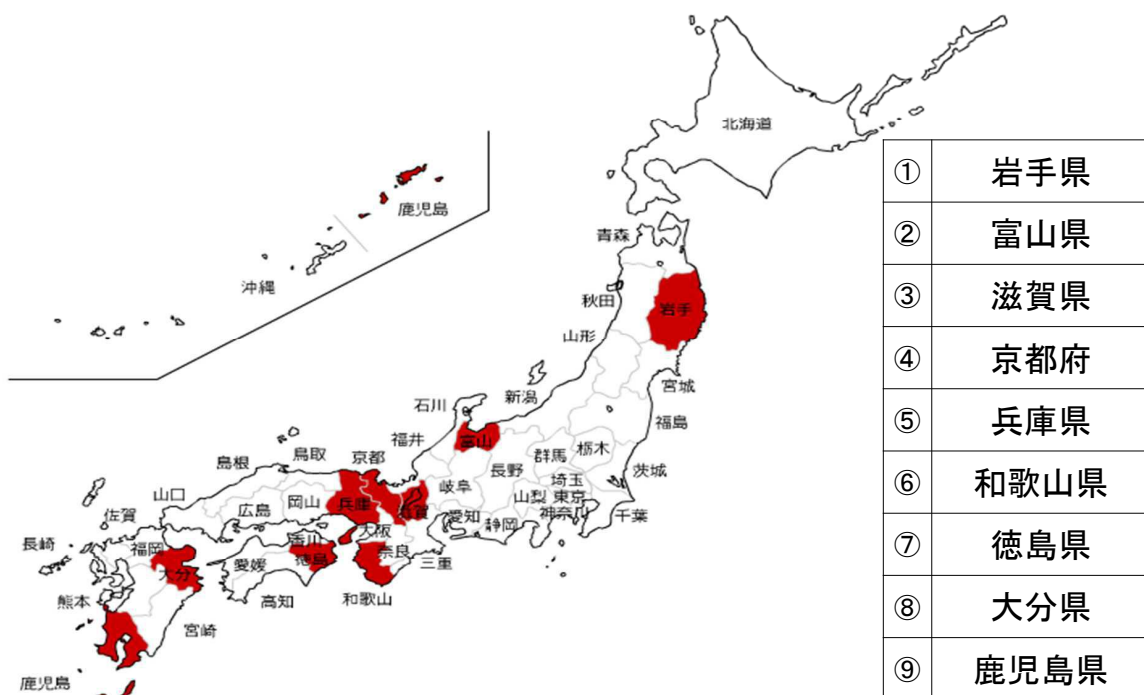 北海道
鹿児島
沖縄
青森
秋田
岩手
山形
宮城
新潟
石川
福島
富山
福井
群馬
栃木
長野
茨城
埼玉
岐阜
山梨
東京
神奈川
千葉
愛知
静岡
三重
京都
鳥取
島根
兵庫
滋賀
岡山
広島
山口
大阪
奈良
和歌山
香川
徳島
愛媛
高知
佐賀
福岡
長崎
大分
熊本
宮崎
鹿児島
① 岩手県
② 富山県
③ 滋賀県
④ 京都府
⑤ 兵庫県
⑥ 和歌山県
⑦ 徳島県
⑧ 大分県
⑨ 鹿児島県